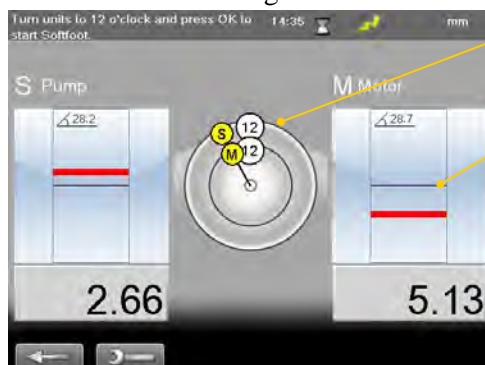 Turn units to 12 o'clock and press OK to
start Softfoot.
14:35
mm
S Pump
M Motor
28.2
28.7
S
12
M
12
2.66
5.13